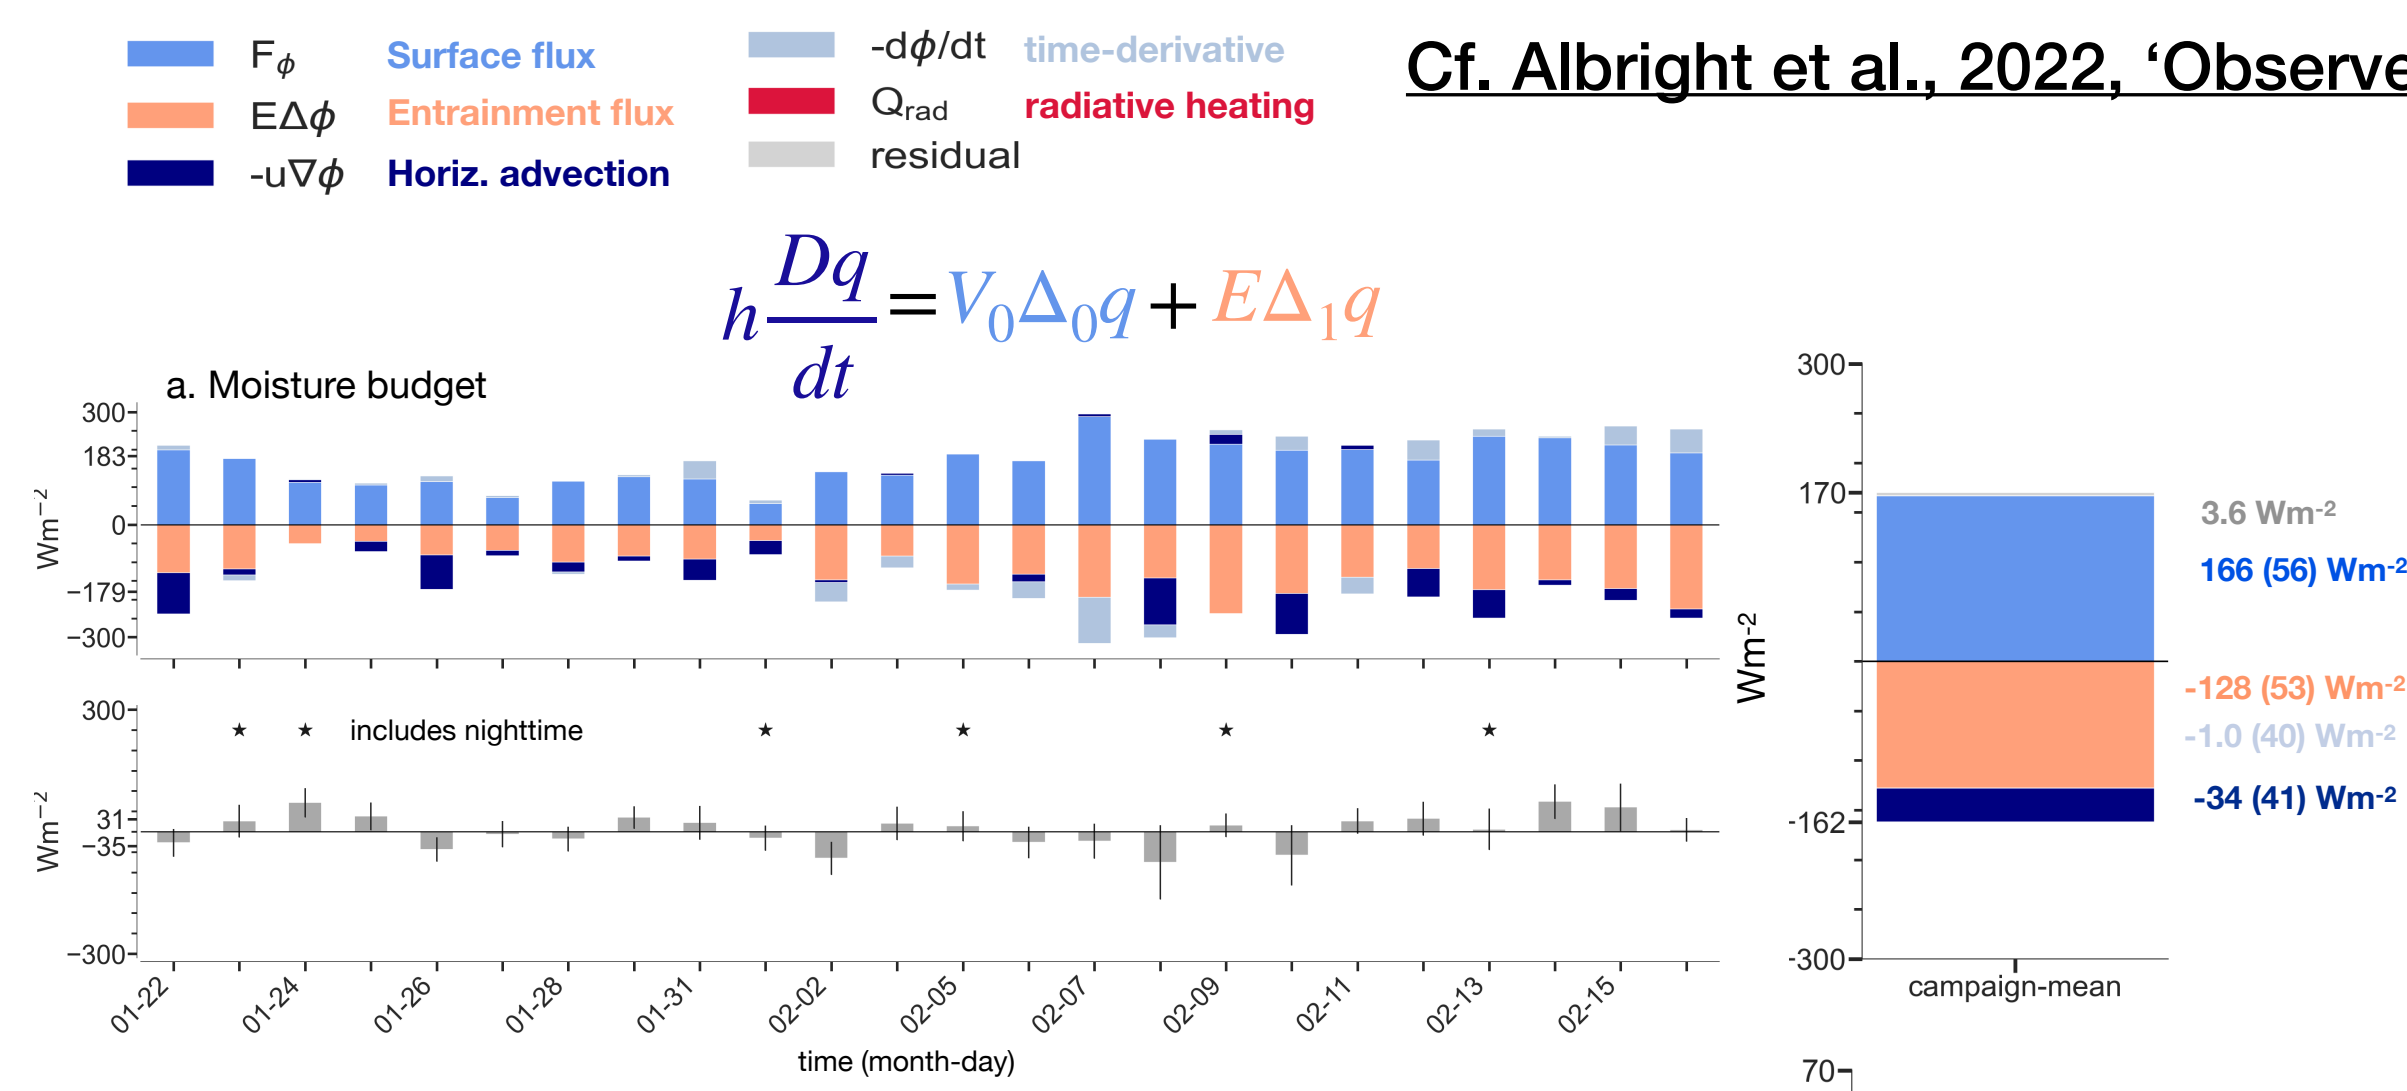 Fϕ Surface flux
EΔϕ Entrainment flux
-u∇ϕ Horiz. advection
-dϕ/dt time-derivative
Qrad radiative heating
residual
Cf. Albright et al., 2022, ‘Observe
h Dq/dt = V₀Δ₀q + EΔ₁q
a. Moisture budget
300
183
0
−179
−300
Wm⁻²
300
31
−35
−300
Wm⁻²
★ ★ includes nighttime ★ ★ ★ ★
01-22 01-24 01-26 01-28 01-31 02-02 02-05 02-07 02-09 02-11 02-13 02-15
time (month-day)
300
170
-162
-300
Wm-2
campaign-mean
3.6 Wm-2
166 (56) Wm-2
-128 (53) Wm-2
-1.0 (40) Wm-2
-34 (41) Wm-2
70